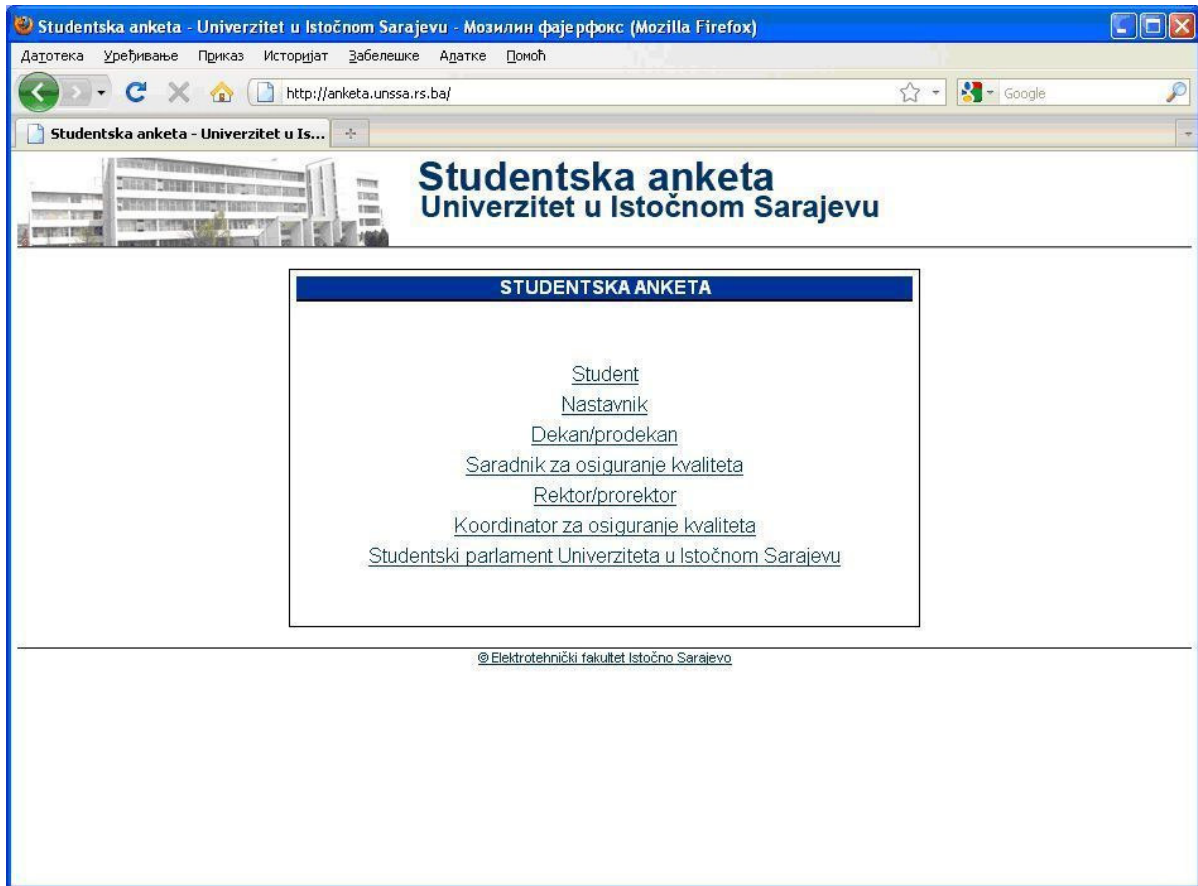 Studentska anketa - Univerzitet u Istočnom Sarajevu - Мозилин фајерфокс (Mozilla Firefox)
Датотека Уређивање Приказ Историјат Забелешке Алатке Помоћ
http://anketa.unssa.rs.ba/ Google
Studentska anketa - Univerzitet u Is...
Studentska anketa
Univerzitet u Istočnom Sarajevu
STUDENTSKA ANKETA
Student
Nastavnik
Dekan/prodekan
Saradnik za osiguranje kvaliteta
Rektor/prorektor
Koordinator za osiguranje kvaliteta
Studentski parlament Univerziteta u Istočnom Sarajevu
© Elektrotehnički fakultet Istočno Sarajevo